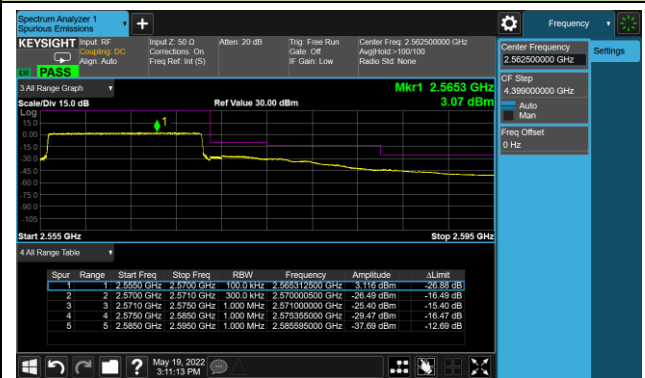 Spectrum Analyzer 1
Spurious Emissions
Frequency
KEYSIGHT Input: RF
Coupling: DC
Align: Auto
Input Z: 50 Ω
Corrections: On
Freq Ref: Int (S)
Atten: 20 dB
Trig: Free Run
Gate: Off
IF Gain: Low
Center Freq: 2.562500000 GHz
Avg|Hold:>100/100
Radio Std: None
PASS
Center Frequency
2.562500000 GHz
Settings
CF Step
4.399000000 GHz
Auto
Man
Freq Offset
0 Hz
3 All Range Graph
Mkr1 2.5653 GHz
Scale/Div 15.0 dB
Ref Value 30.00 dBm
3.07 dBm
Log
15.0
0.00
-15.0
-30.0
-45.0
-60.0
-75.0
-90.0
-105
1
Start 2.555 GHz
Stop 2.595 GHz
4 All Range Table
Spur Range Start Freq Stop Freq RBW Frequency Amplitude ΔLimit
1 1 2.5550 GHz 2.5700 GHz 100.0 kHz 2.565312500 GHz 3.116 dBm -26.88 dB
2 2 2.5700 GHz 2.5710 GHz 300.0 kHz 2.570000500 GHz -26.49 dBm -16.49 dB
3 3 2.5710 GHz 2.5750 GHz 1.000 MHz 2.571000000 GHz -25.40 dBm -15.40 dB
4 4 2.5750 GHz 2.5850 GHz 1.000 MHz 2.575355000 GHz -29.47 dBm -16.47 dB
5 5 2.5850 GHz 2.5950 GHz 1.000 MHz 2.585595000 GHz -37.69 dBm -12.69 dB
May 19, 2022
3:11:13 PM